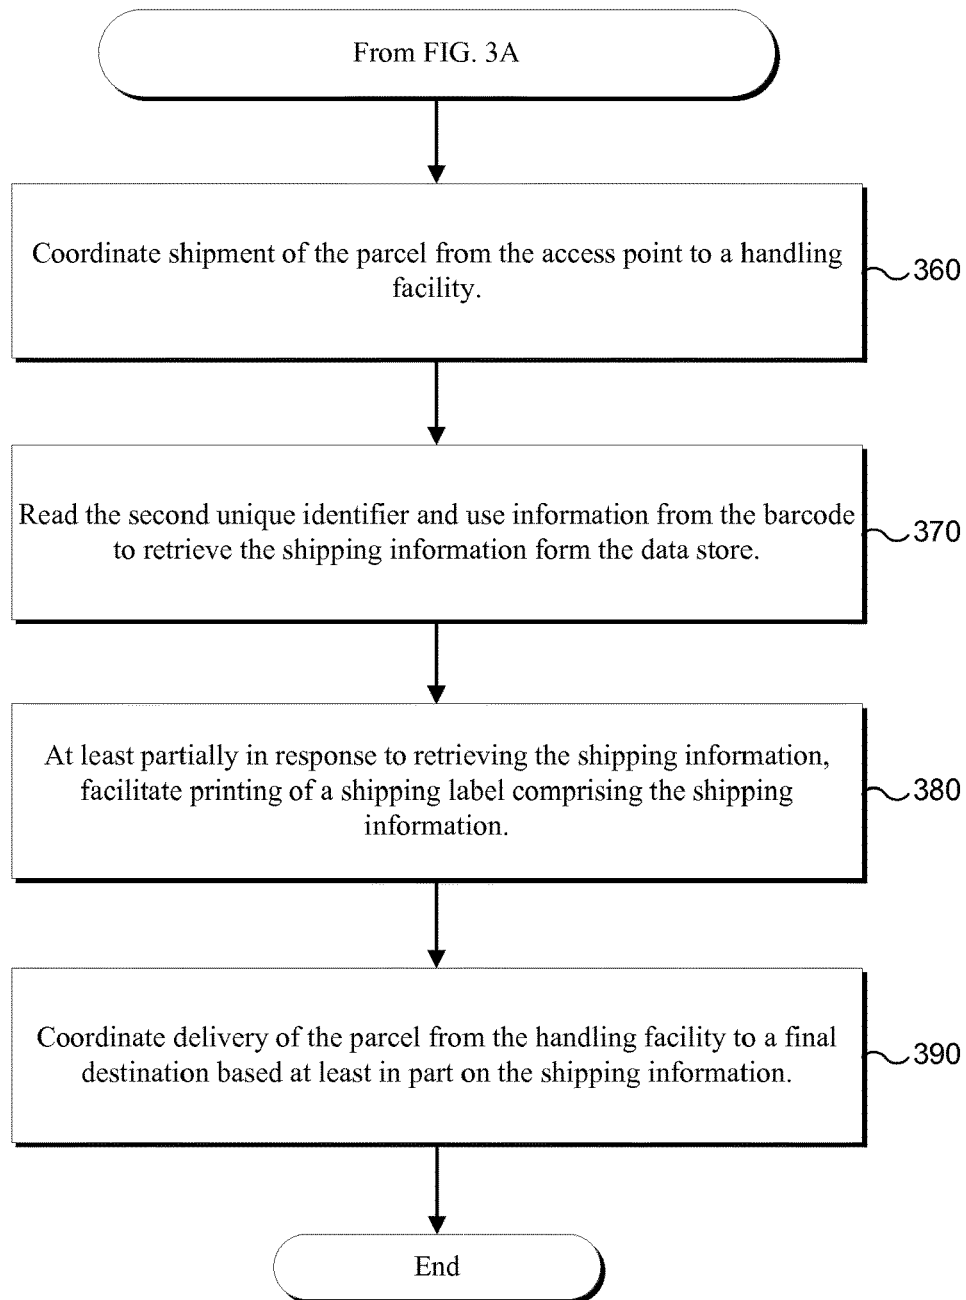 From FIG. 3A
Coordinate shipment of the parcel from the access point to a handling
facility.
360
Read the second unique identifier and use information from the barcode
to retrieve the shipping information form the data store.
370
At least partially in response to retrieving the shipping information,
facilitate printing of a shipping label comprising the shipping
information.
380
Coordinate delivery of the parcel from the handling facility to a final
destination based at least in part on the shipping information.
390
End